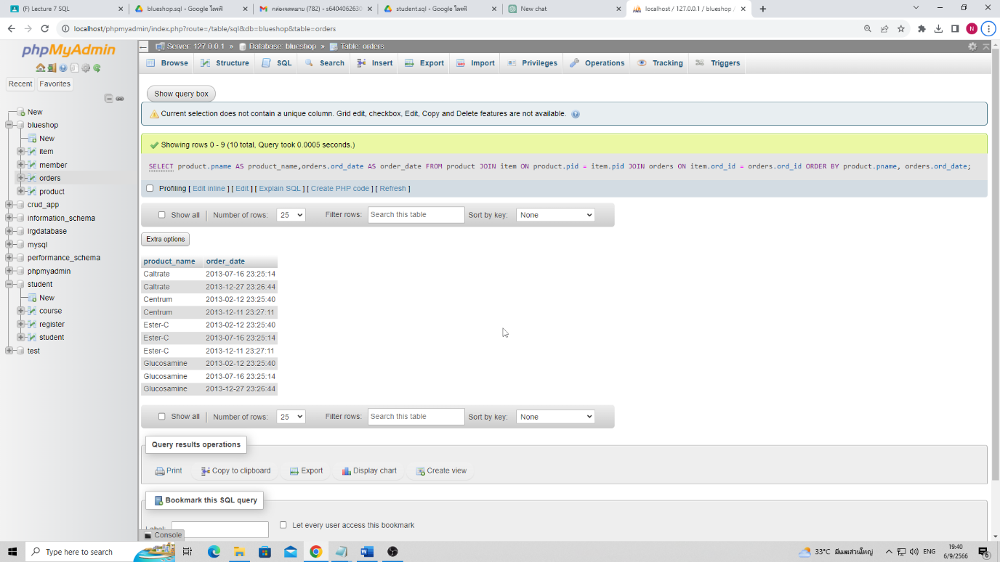 (F) Lecture 7 SQL
blueshop.sql - Google ไดรฟ์
กล่องจดหมาย (782) - s6404062630
student.sql - Google ไดรฟ์
New chat
localhost / 127.0.0.1 / blueshop /
localhost/phpmyadmin/index.php?route=/table/sql&db=blueshop&table=orders
N
phpMyAdmin
Recent
Favorites
New
blueshop
New
item
member
orders
product
crud_app
information_schema
lrgdatabase
mysql
performance_schema
phpmyadmin
student
New
course
register
student
test
Server: 127.0.0.1 » Database: blueshop » Table: orders
Browse
Structure
SQL
Search
Insert
Export
Import
Privileges
Operations
Tracking
Triggers
Show query box
Current selection does not contain a unique column. Grid edit, checkbox, Edit, Copy and Delete features are not available.
Showing rows 0 - 9 (10 total, Query took 0.0005 seconds.)
SELECT product.pname AS product_name,orders.ord_date AS order_date FROM product JOIN item ON product.pid = item.pid JOIN orders ON item.ord_id = orders.ord_id ORDER BY product.pname, orders.ord_date;
Profiling [ Edit inline ] [ Edit ] [ Explain SQL ] [ Create PHP code ] [ Refresh ]
Show all
Number of rows: 25
Filter rows: Search this table
Sort by key: None
Extra options
product_name order_date
Caltrate 2013-07-16 23:25:14
Caltrate 2013-12-27 23:26:44
Centrum 2013-02-12 23:25:40
Centrum 2013-12-11 23:27:11
Ester-C 2013-02-12 23:25:40
Ester-C 2013-07-16 23:25:14
Ester-C 2013-12-11 23:27:11
Glucosamine 2013-02-12 23:25:40
Glucosamine 2013-07-16 23:25:14
Glucosamine 2013-12-27 23:26:44
Show all
Number of rows: 25
Filter rows: Search this table
Sort by key: None
Query results operations
Print
Copy to clipboard
Export
Display chart
Create view
Bookmark this SQL query
Label:
Let every user access this bookmark
Console
Type here to search
33°C มีเมฆส่วนใหญ่
ENG
19:40
6/9/2566
6